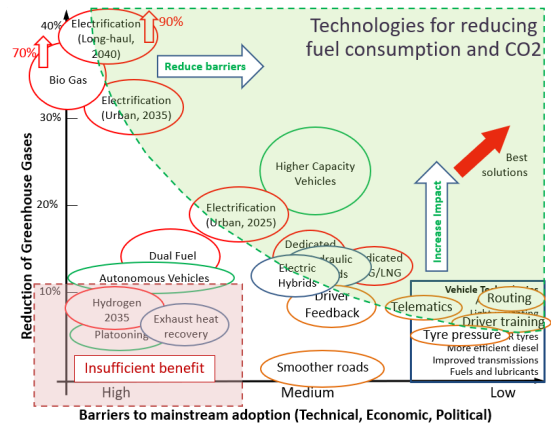 Technologies for reducing
fuel consumption and CO2
40%
Electrification
(Long-haul,
2040)
90%
70%
Bio Gas
Reduce barriers
Electrification
(Urban, 2035)
30%
Higher Capacity
Vehicles
Best
solutions
Increase Impact
Reduction of Greenhouse Gases
20%
Electrification
(Urban, 2025)
Dual Fuel
Dedicated
Autonomous Vehicles
Electric
Hybrids
10%
Hydrogen
2035
Platooning
Exhaust heat
recovery
Driver
Feedback
Telematics
Vehicle
Routing
Driver training
Tyre pressure
tyres
More efficient diesel
Improved transmissions
Fuels and lubricants
Insufficient benefit
Smoother roads
High
Medium
Low
Barriers to mainstream adoption (Technical, Economic, Political)